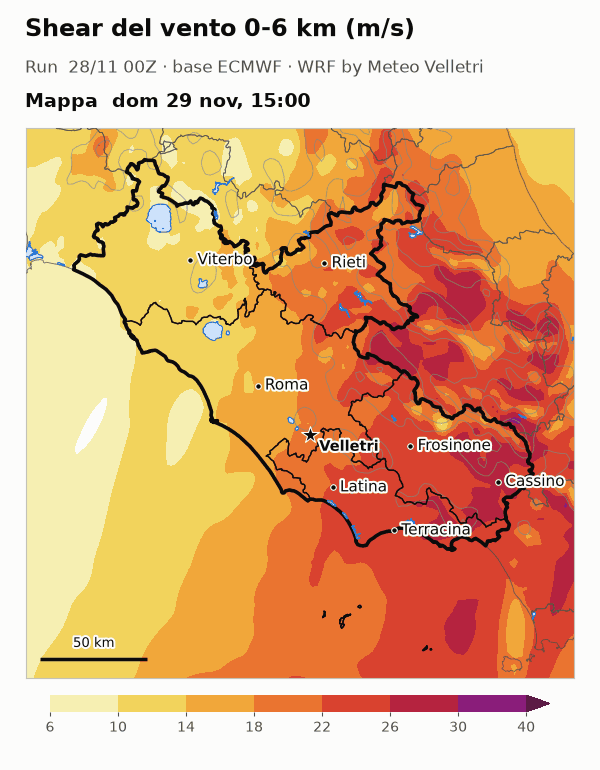 Shear del vento 0-6 km (m/s)
Run  28/11 00Z · base ECMWF · WRF by Meteo Velletri
Mappa  dom 29 nov, 15:00
Viterbo
Rieti
Roma
Velletri
Frosinone
Cassino
Latina
Terracina
50 km
6 10 14 18 22 26 30 40